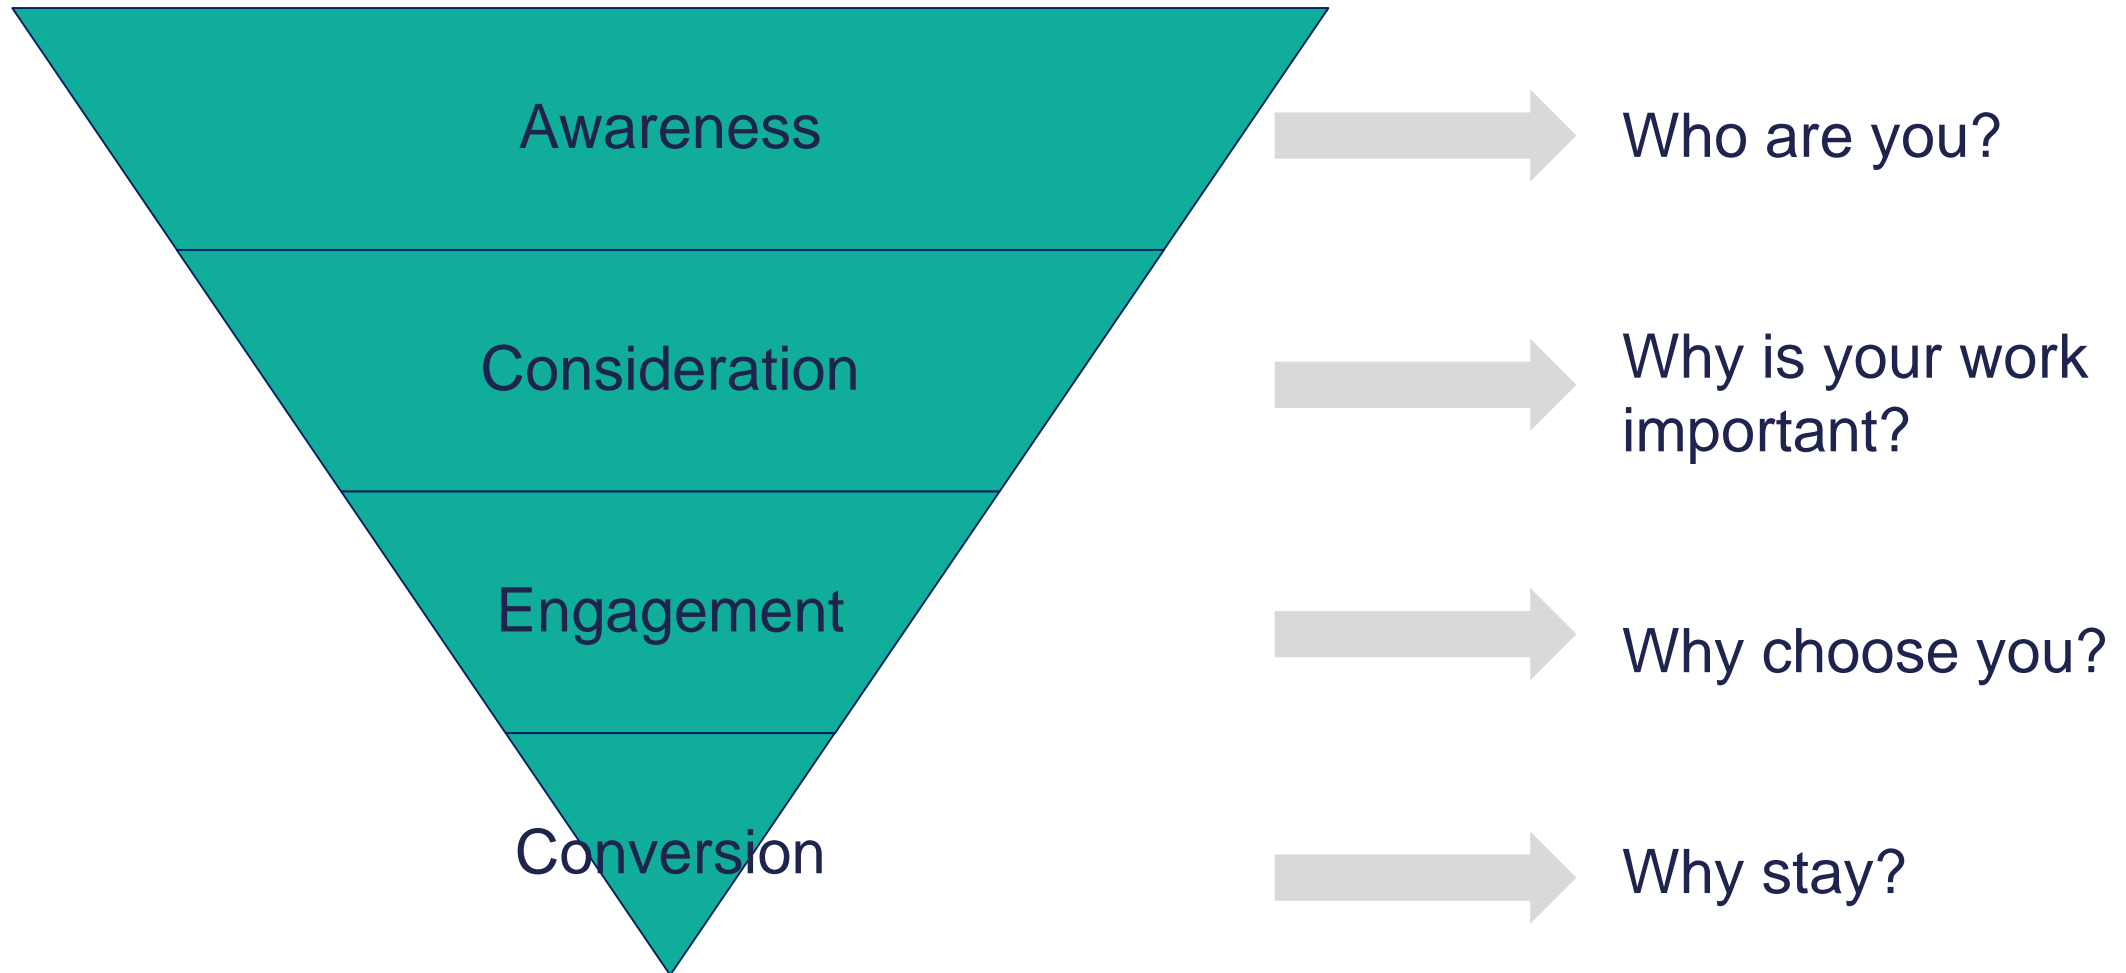 Awareness
Who are you?
Consideration
Why is your work
important?
Engagement
Why choose you?
Conversion
Why stay?